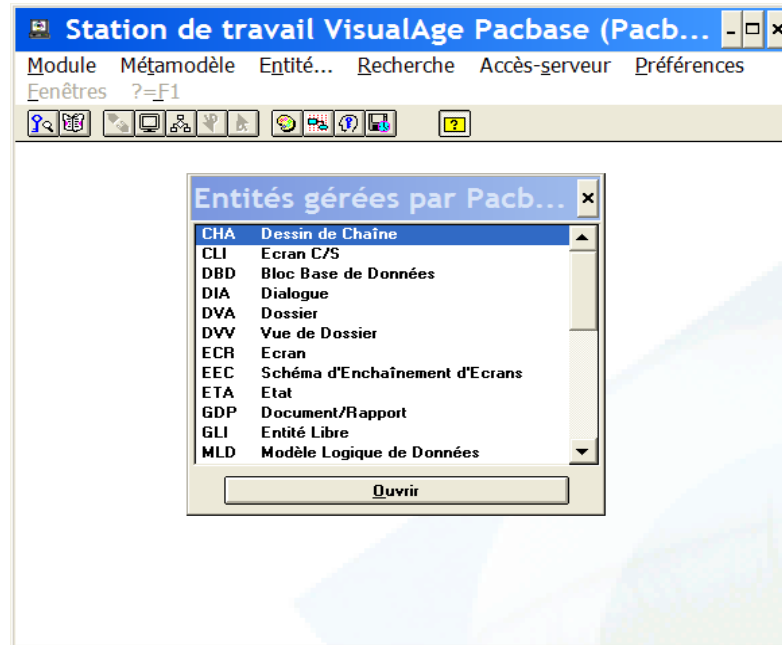 Station de travail VisualAge Pacbase (Pacb...
Module Métamodèle Entité... Recherche Accès-serveur Préférences
Fenêtres ?=F1
?
Entités gérées par Pacb...
CHA Dessin de Chaîne
CLI Ecran C/S
DBD Bloc Base de Données
DIA Dialogue
DVA Dossier
DVV Vue de Dossier
ECR Ecran
EEC Schéma d'Enchaînement d'Ecrans
ETA Etat
GDP Document/Rapport
GLI Entité Libre
MLD Modèle Logique de Données
Ouvrir